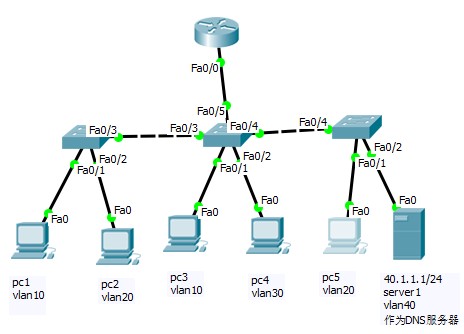 Fa0/0
Fa0/5
Fa0/3
Fa0/3
Fa0/4
Fa0/4
Fa0/2
Fa0/1
Fa0/2
Fa0/1
Fa0/2
Fa0/1
Fa0
Fa0
Fa0
Fa0
Fa0
Fa0
pc1
vlan10
pc2
vlan20
pc3
vlan10
pc4
vlan30
pc5
vlan20
40.1.1.1/24
server1
vlan40
作为DNS服务器